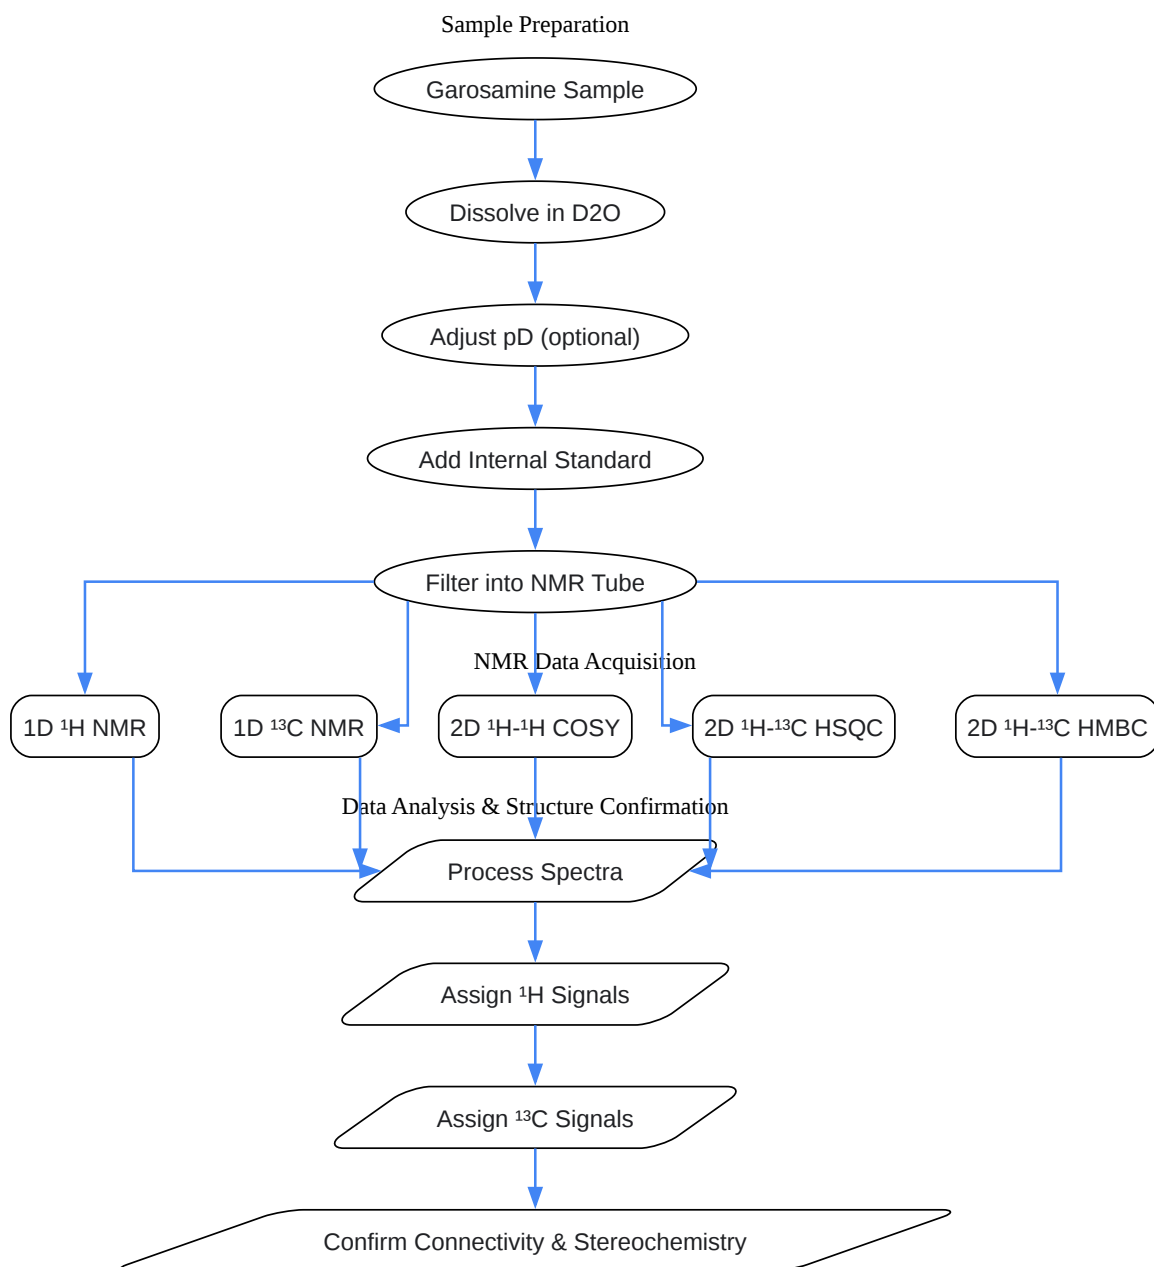 Sample Preparation
Garosamine Sample
Dissolve in D2O
Adjust pD (optional)
Add Internal Standard
Filter into NMR Tube
NMR Data Acquisition
1D ¹H NMR
1D ¹³C NMR
2D ¹H-¹H COSY
2D ¹H-¹³C HSQC
2D ¹H-¹³C HMBC
Data Analysis & Structure Confirmation
Process Spectra
Assign ¹H Signals
Assign ¹³C Signals
Confirm Connectivity & Stereochemistry